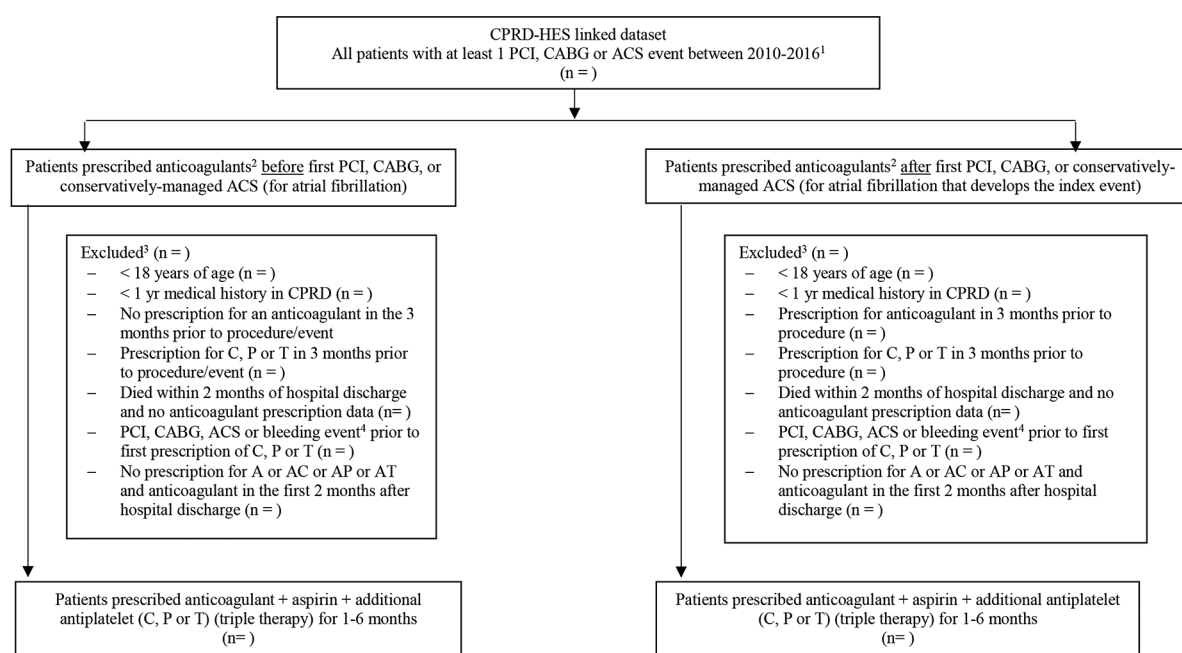 CPRD-HES linked dataset
All patients with at least 1 PCI, CABG or ACS event between 2010-2016¹
(n = )
Patients prescribed anticoagulants² before first PCI, CABG, or
conservatively-managed ACS (for atrial fibrillation)
Patients prescribed anticoagulants² after first PCI, CABG, or conservatively-
managed ACS (for atrial fibrillation that develops the index event)
Excluded³ (n = )
– < 18 years of age (n = )
– < 1 yr medical history in CPRD (n = )
– No prescription for an anticoagulant in the 3
months prior to procedure/event
– Prescription for C, P or T in 3 months prior
to procedure/event (n = )
– Died within 2 months of hospital discharge
and no anticoagulant prescription data (n= )
– PCI, CABG, ACS or bleeding event⁴ prior to
first prescription of C, P or T (n = )
– No prescription for A or AC or AP or AT
and anticoagulant in the first 2 months after
hospital discharge (n = )
Excluded³ (n = )
– < 18 years of age (n = )
– < 1 yr medical history in CPRD (n = )
– Prescription for anticoagulant in 3 months prior to
procedure (n = )
– Prescription for C, P or T in 3 months prior to
procedure (n = )
– Died within 2 months of hospital discharge and no
anticoagulant prescription data (n= )
– PCI, CABG, ACS or bleeding event⁴ prior to first
prescription of C, P or T (n = )
– No prescription for A or AC or AP or AT and
anticoagulant in the first 2 months after hospital
discharge (n = )
Patients prescribed anticoagulant + aspirin + additional
antiplatelet (C, P or T) (triple therapy) for 1-6 months
(n= )
Patients prescribed anticoagulant + aspirin + additional antiplatelet
(C, P or T) (triple therapy) for 1-6 months
(n= )